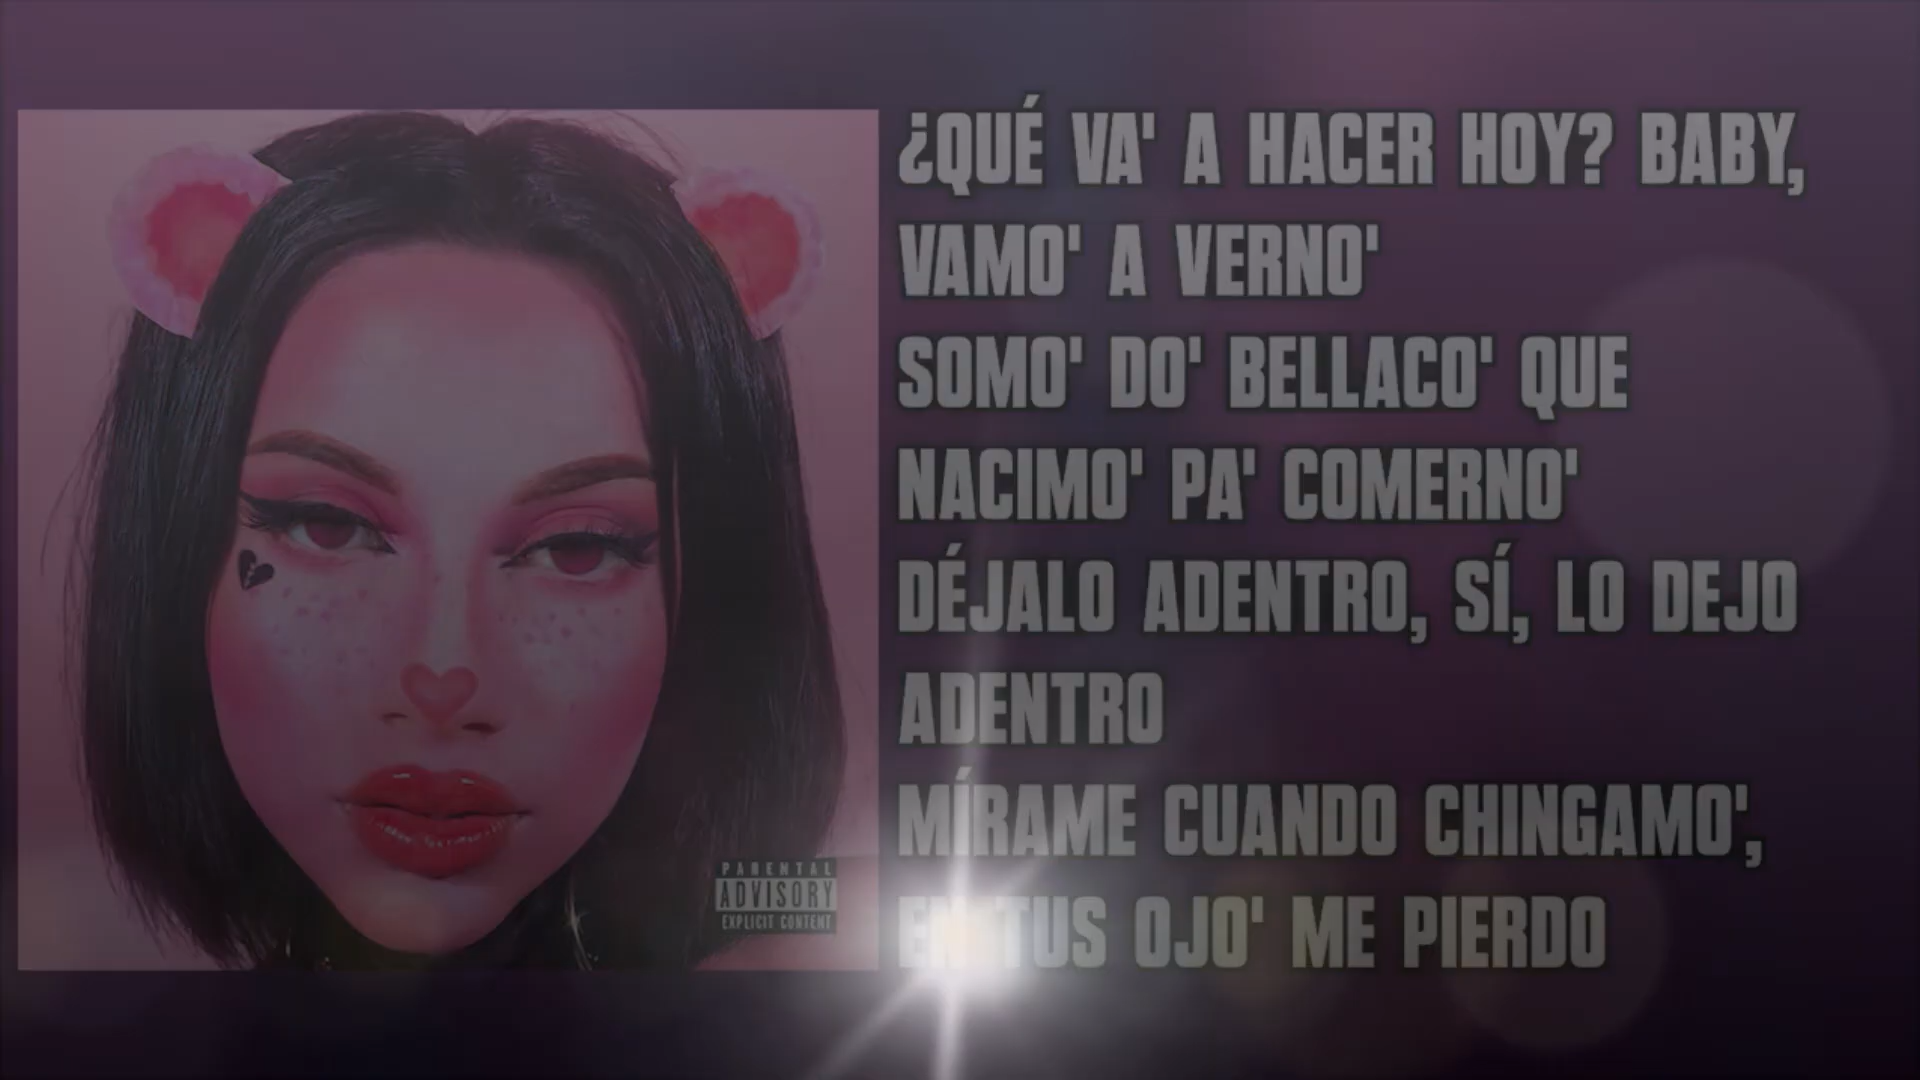 ¿QUÉ VA' A HACER HOY? BABY,
VAMO' A VERNO'
SOMO' DO' BELLACO' QUE
NACIMO' PA' COMERNO'
DÉJALO ADENTRO, SÍ, LO DEJO
ADENTRO
MÍRAME CUANDO CHINGAMO',
EN TUS OJO' ME PIERDO
PARENTAL
ADVISORY
EXPLICIT CONTENT